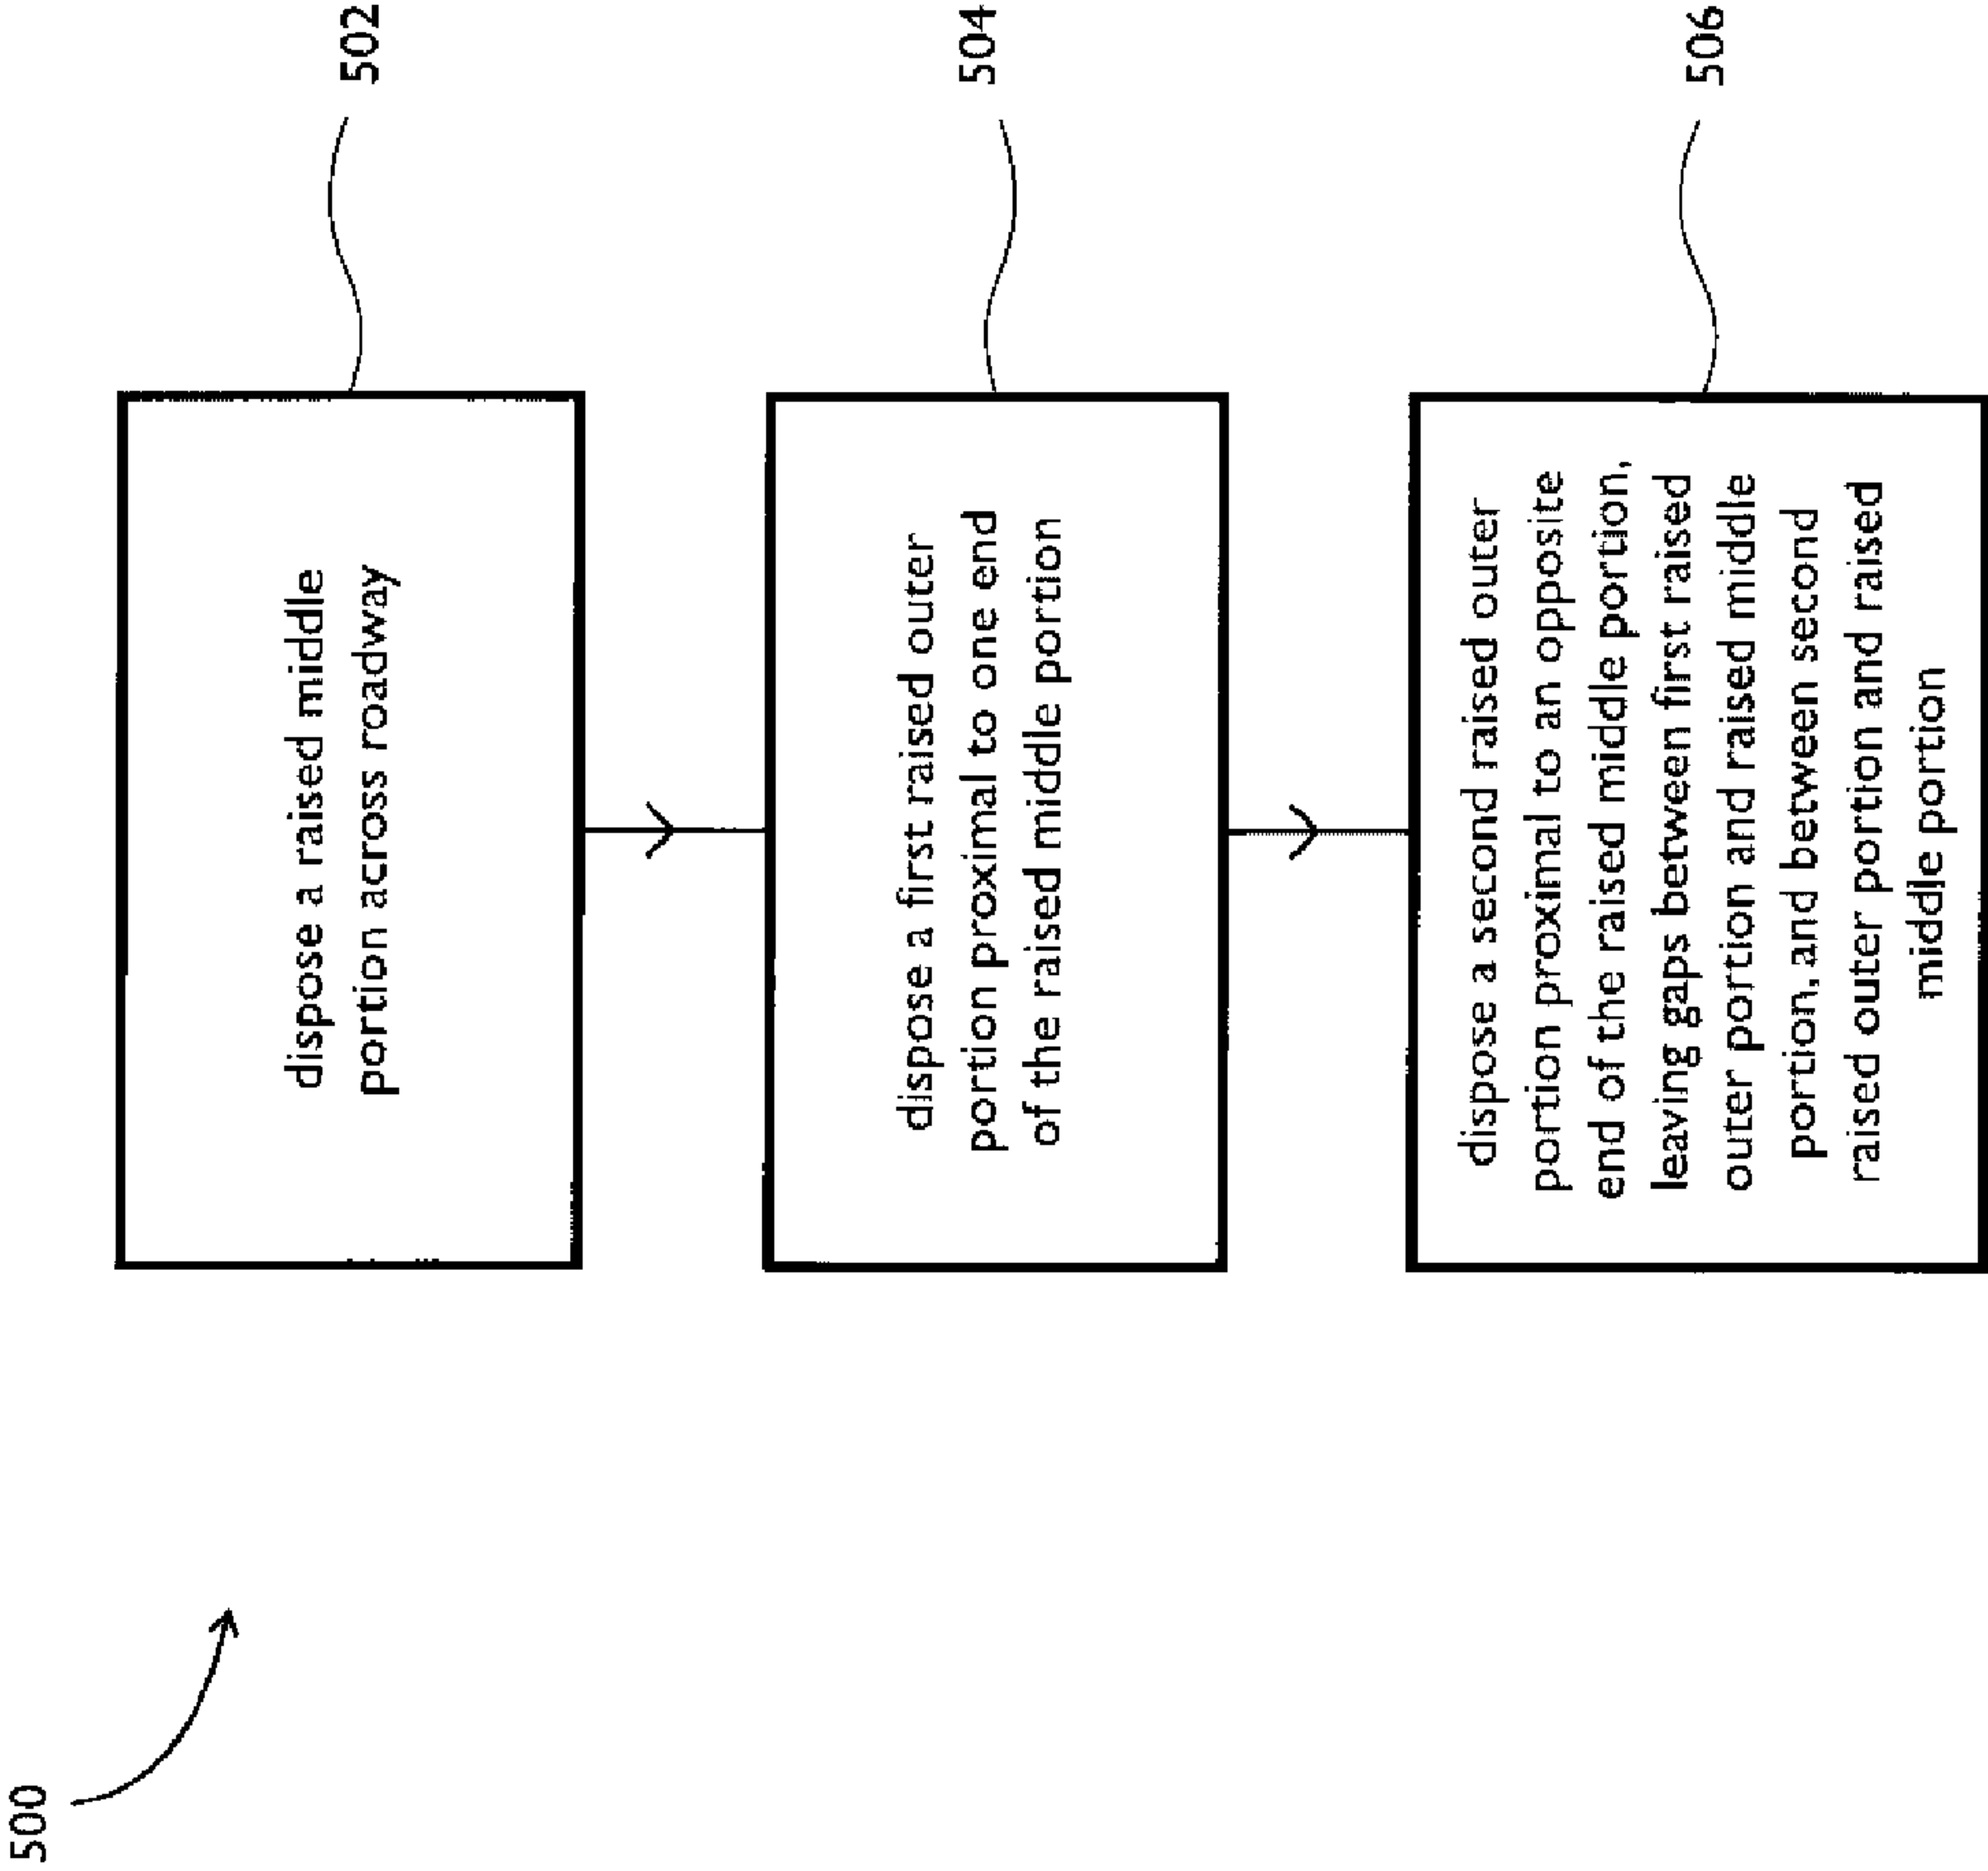 500
dispose a raised middle
portion across roadway
502
dispose a first raised outer
portion proximal to one end
of the raised middle portion
504
dispose a second raised outer
portion proximal to an opposite
end of the raised middle portion,
leaving gaps between first raised
outer portion and raised middle
portion, and between second
raised outer portion and raised
middle portion
506